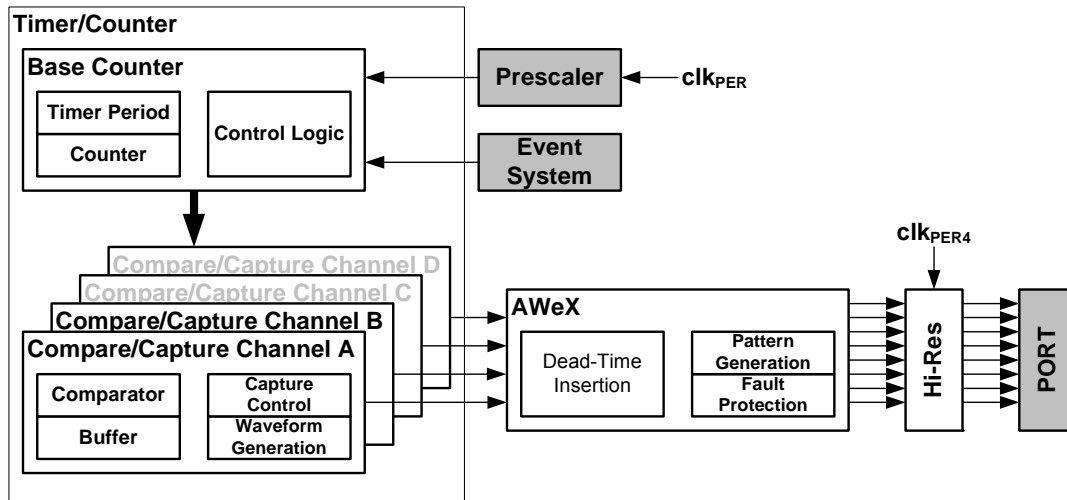 Timer/Counter
Base Counter
Timer Period
Counter
Control Logic
Prescaler
clkPER
Event
System
Compare/Capture Channel D
Compare/Capture Channel C
Compare/Capture Channel B
Compare/Capture Channel A
Comparator
Buffer
Capture
Control
Waveform
Generation
AWeX
Dead-Time
Insertion
Pattern
Generation
Fault
Protection
clkPER4
Hi-Res
PORT